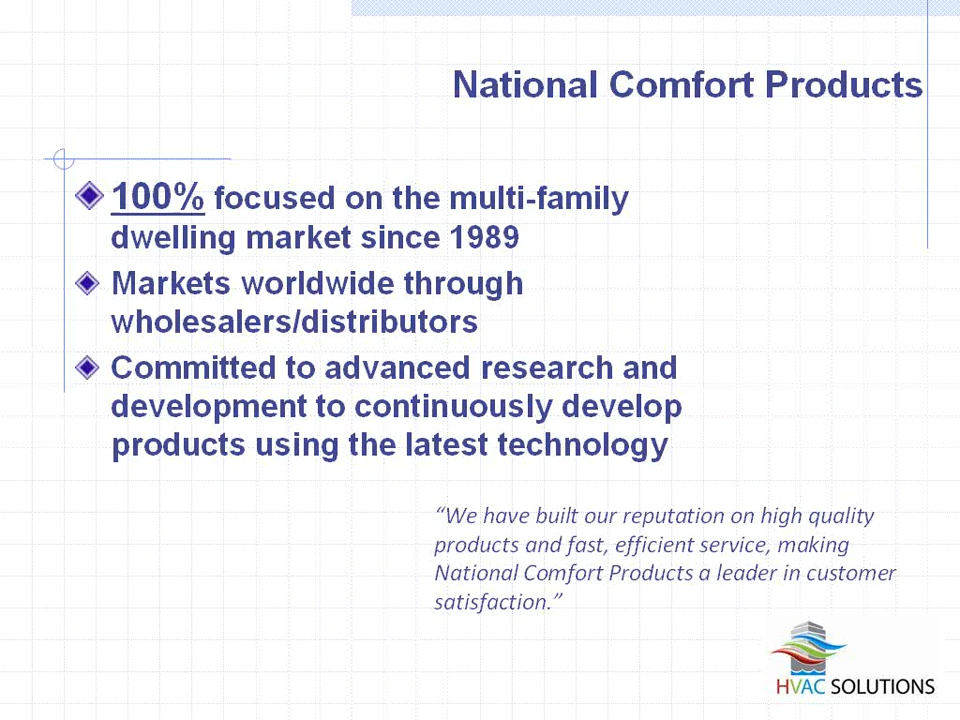 National Comfort Products
100% focused on the multi-family
dwelling market since 1989
Markets worldwide through
wholesalers/distributors
Committed to advanced research and
development to continuously develop
products using the latest technology
“We have built our reputation on high quality
products and fast, efficient service, making
National Comfort Products a leader in customer
satisfaction.”
HVAC SOLUTIONS